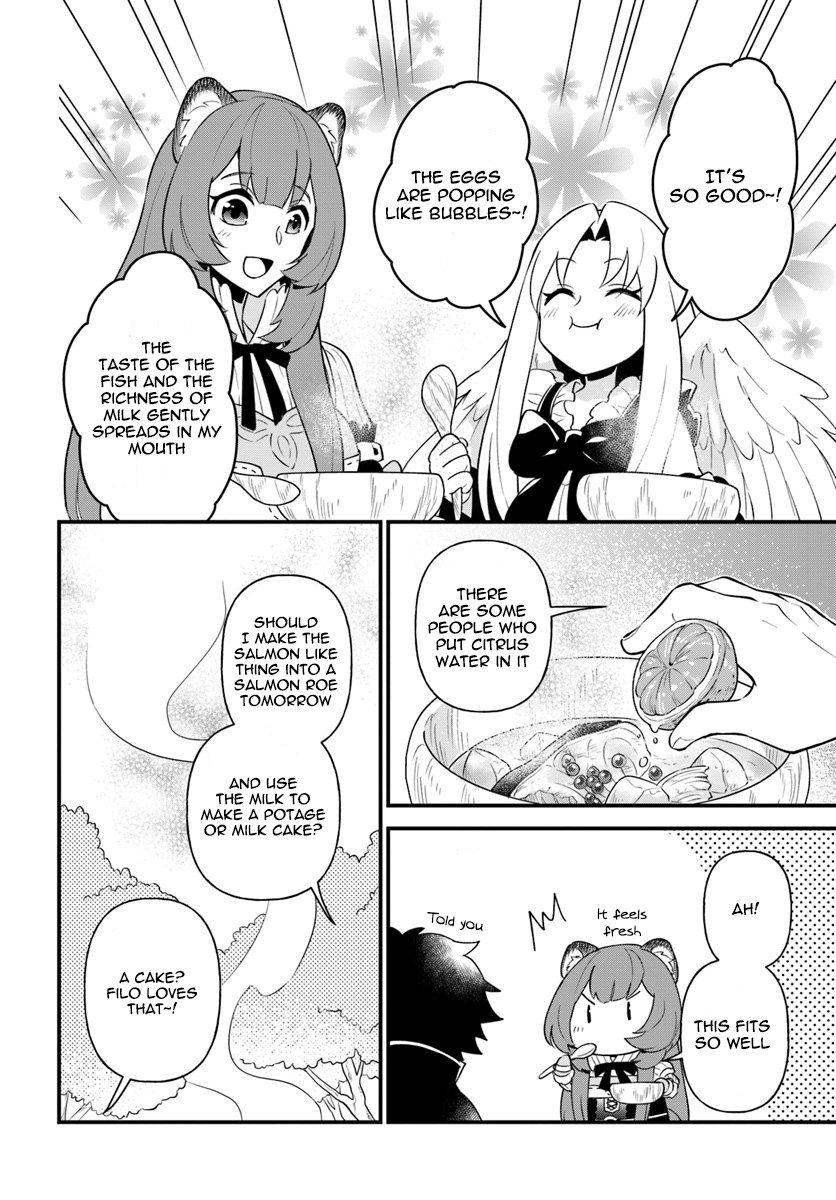 IT'S
SO GOOD~!
THE EGGS
ARE POPPING
LIKE BUBBLES~!
THE
TASTE OF THE
FISH AND THE
RICHNESS OF
MILK GENTLY
SPREADS IN MY
MOUTH
THERE
ARE SOME
PEOPLE WHO
PUT CITRUS
WATER IN IT
AH!
THIS FITS
SO WELL
It feels
fresh
Told you
SHOULD
I MAKE THE
SALMON LIKE
THING INTO A
SALMON ROE
TOMORROW
AND USE
THE MILK TO
MAKE A POTAGE
OR MILK CAKE?
A CAKE?
FILO LOVES
THAT~!